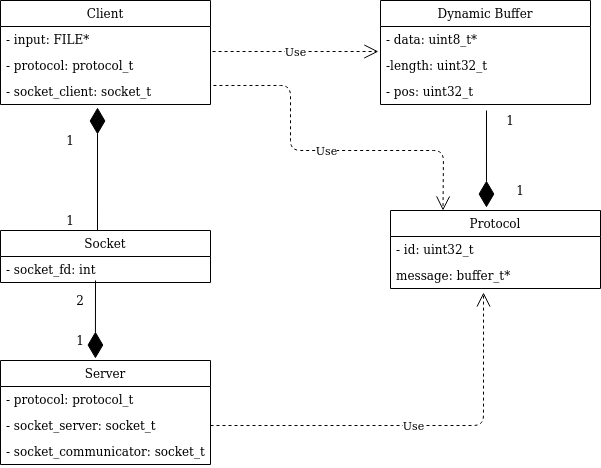 Client
- input: FILE*
- protocol: protocol_t
- socket_client: socket_t
Use
Dynamic Buffer
- data: uint8_t*
-length: uint32_t
- pos: uint32_t
1
1
Use
1
1
Protocol
- id: uint32_t
message: buffer_t*
Socket
- socket_fd: int
2
1
Server
- protocol: protocol_t
- socket_server: socket_t
- socket_communicator: socket_t
Use